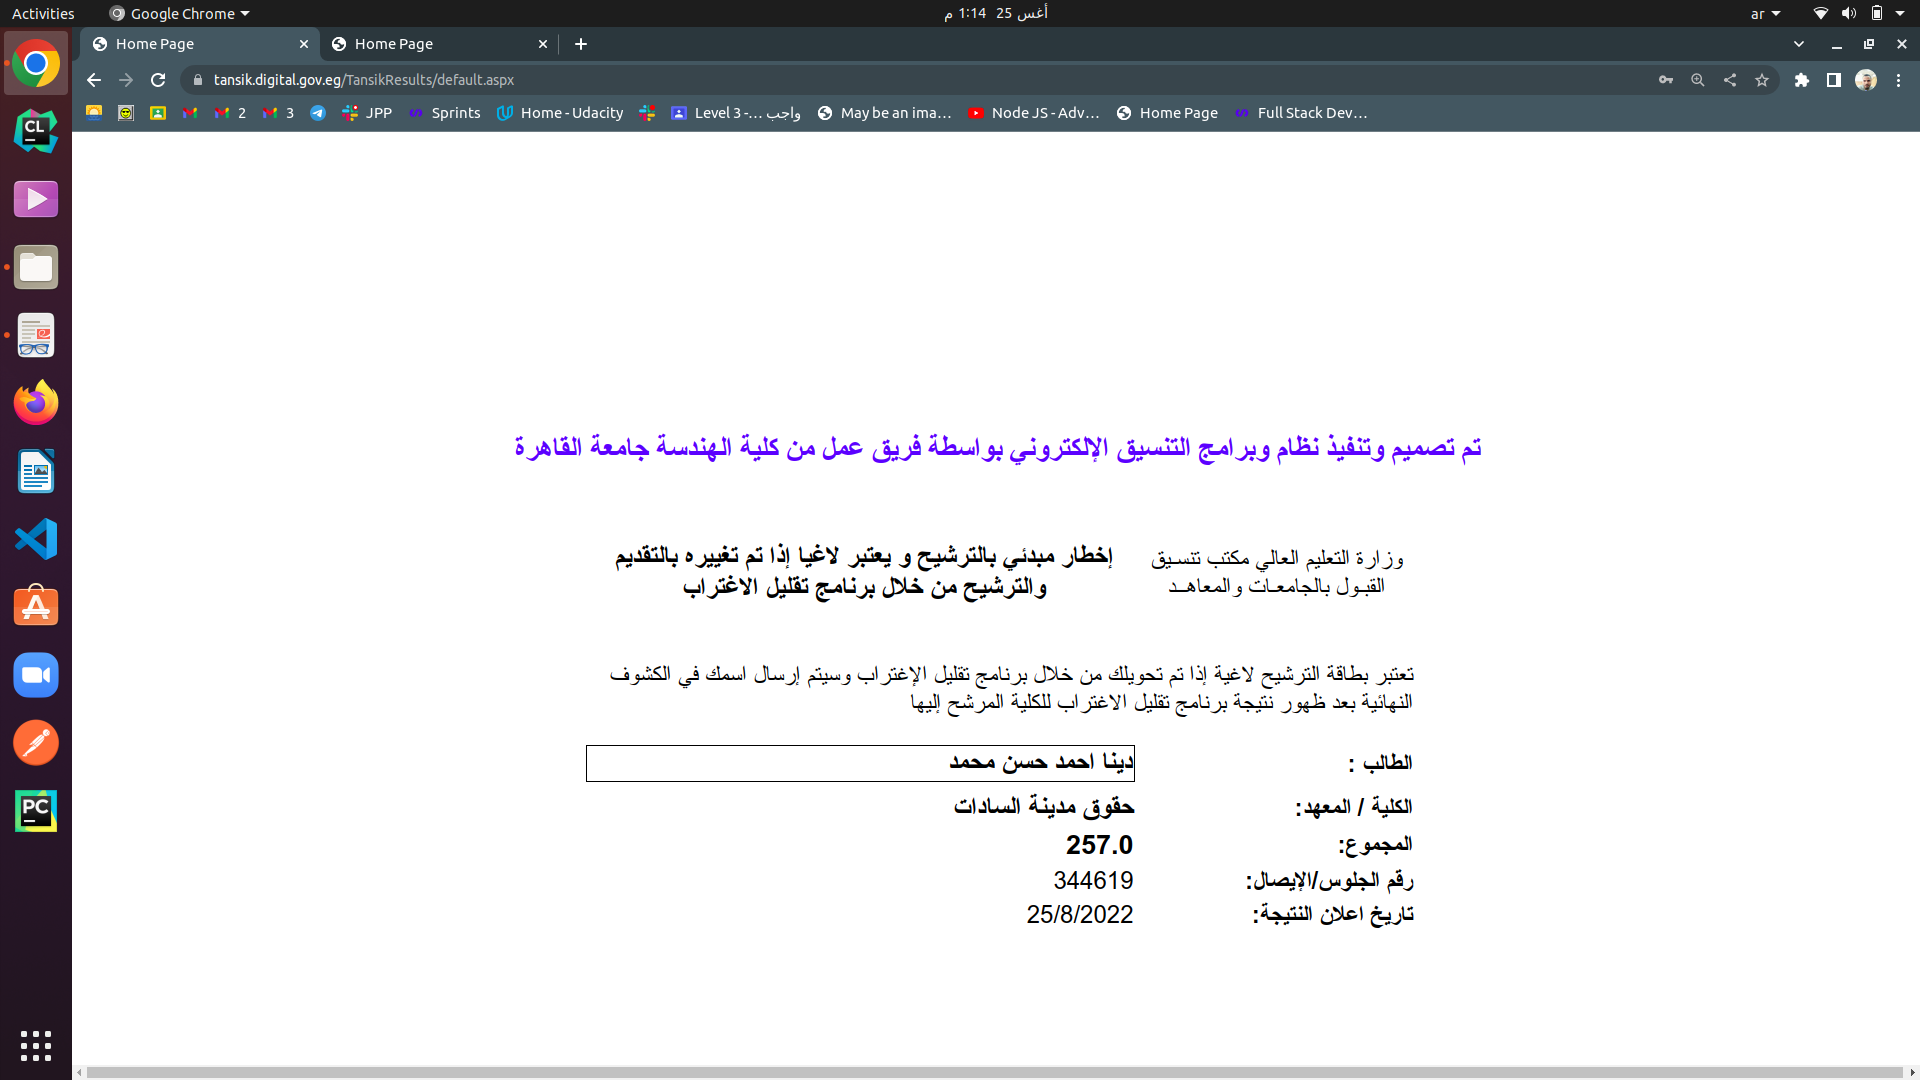 Activities
Google Chrome
أغس 25 1:14 م
ar
Home Page
Home Page
tansik.digital.gov.eg/TansikResults/default.aspx
2
3
JPP
Sprints
Home - Udacity
Level 3 -… واجب
May be an ima…
Node JS - Adv…
Home Page
Full Stack Dev…
تم تصميم وتنفيذ نظام وبرامج التنسيق الإلكتروني بواسطة فريق عمل من كلية الهندسة جامعة القاهرة
وزارة التعليم العالي مكتب تنسـيق
القبـول بالجامعـات والمعاهــد
إخطار مبدئي بالترشيح و يعتبر لاغيا إذا تم تغييره بالتقديم
والترشيح من خلال برنامج تقليل الاغتراب
تعتبر بطاقة الترشيح لاغية إذا تم تحويلك من خلال برنامج تقليل الإغتراب وسيتم إرسال اسمك في الكشوف
النهائية بعد ظهور نتيجة برنامج تقليل الاغتراب للكلية المرشح إليها
الطالب : دينا احمد حسن محمد
الكلية / المعهد: حقوق مدينة السادات
المجموع: 257.0
رقم الجلوس/الإيصال: 344619
تاريخ اعلان النتيجة: 25/8/2022
CL
PC